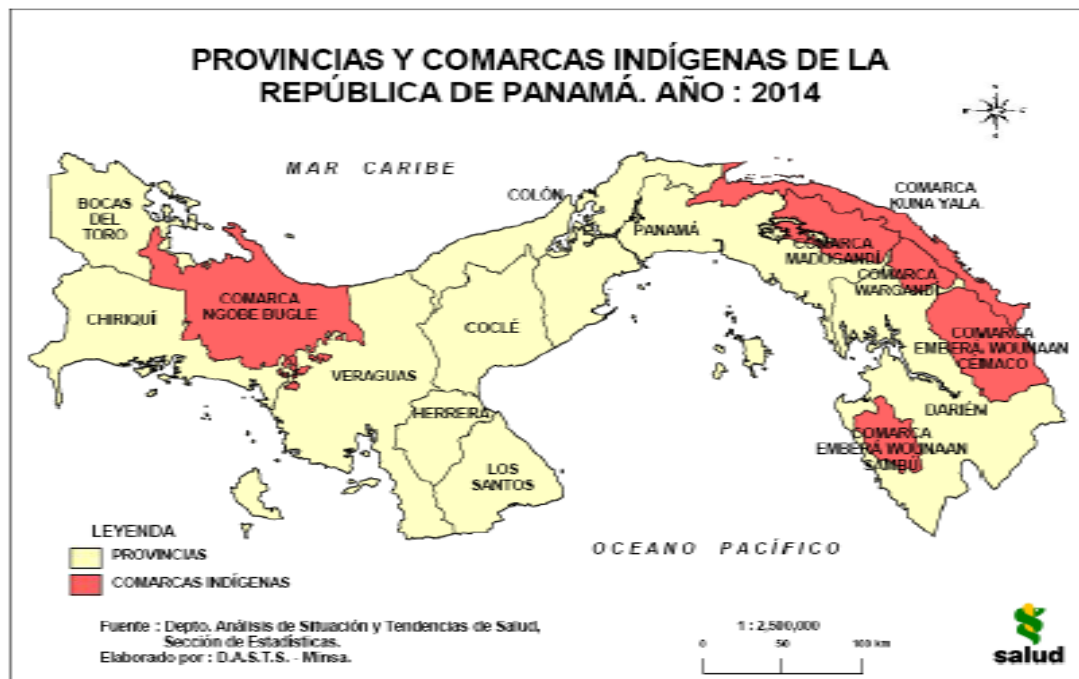 PROVINCIAS Y COMARCAS INDÍGENAS DE LA
REPÚBLICA DE PANAMÁ. AÑO : 2014
MAR CARIBE
BOCAS
DEL
TORO
COLÓN
COMARCA
KUNA YALA.
PANAMÁ
COMARCA
MADUGANDÍ
COMARCA
WARGANDÍ
COMARCA
NGOBE BUGLE
CHIRIQUÍ
COCLÉ
COMARCA
EMBERÁ WOUNAAN
CÉMACO
VERAGUAS
HERRERA
DARIÉN
COMARCA
EMBERÁ WOUNAAN
SAMBÚ
LOS
SANTOS
LEYENDA
PROVINCIAS
COMARCAS INDÍGENAS
OCEANO PACÍFICO
Fuente : Depto. Análisis de Situación y Tendencias de Salud,
Sección de Estadísticas.
Elaborado por : D.A.S.T.S. - Minsa.
1 : 2,500,000
0 50 100 km
salud